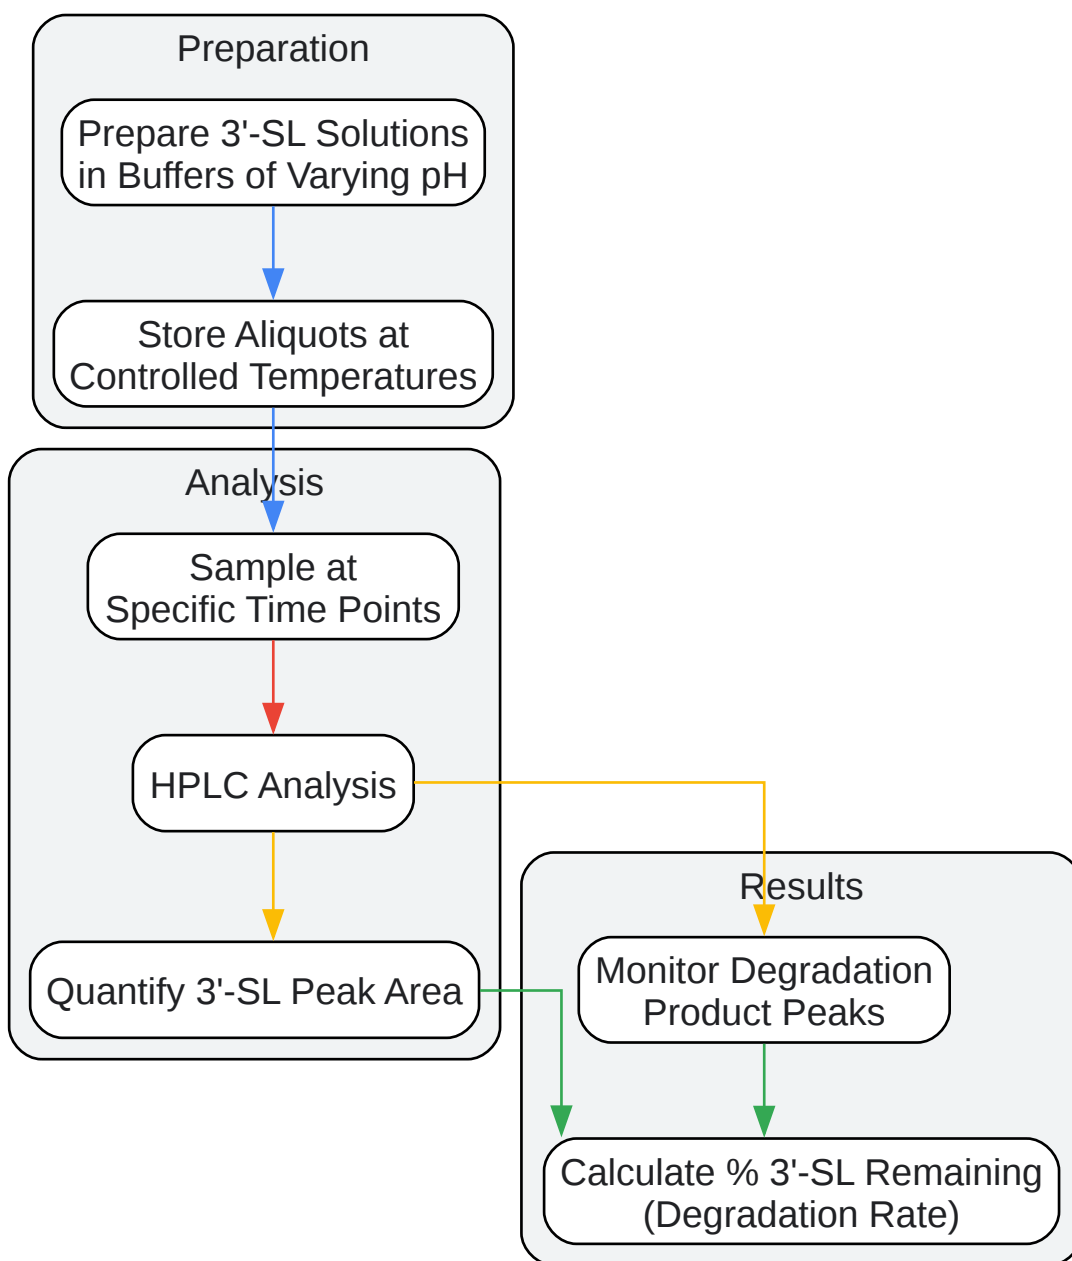 Preparation
Prepare 3'-SL Solutions
in Buffers of Varying pH
Store Aliquots at
Controlled Temperatures
Analysis
Sample at
Specific Time Points
HPLC Analysis
Quantify 3'-SL Peak Area
Results
Monitor Degradation
Product Peaks
Calculate % 3'-SL Remaining
(Degradation Rate)